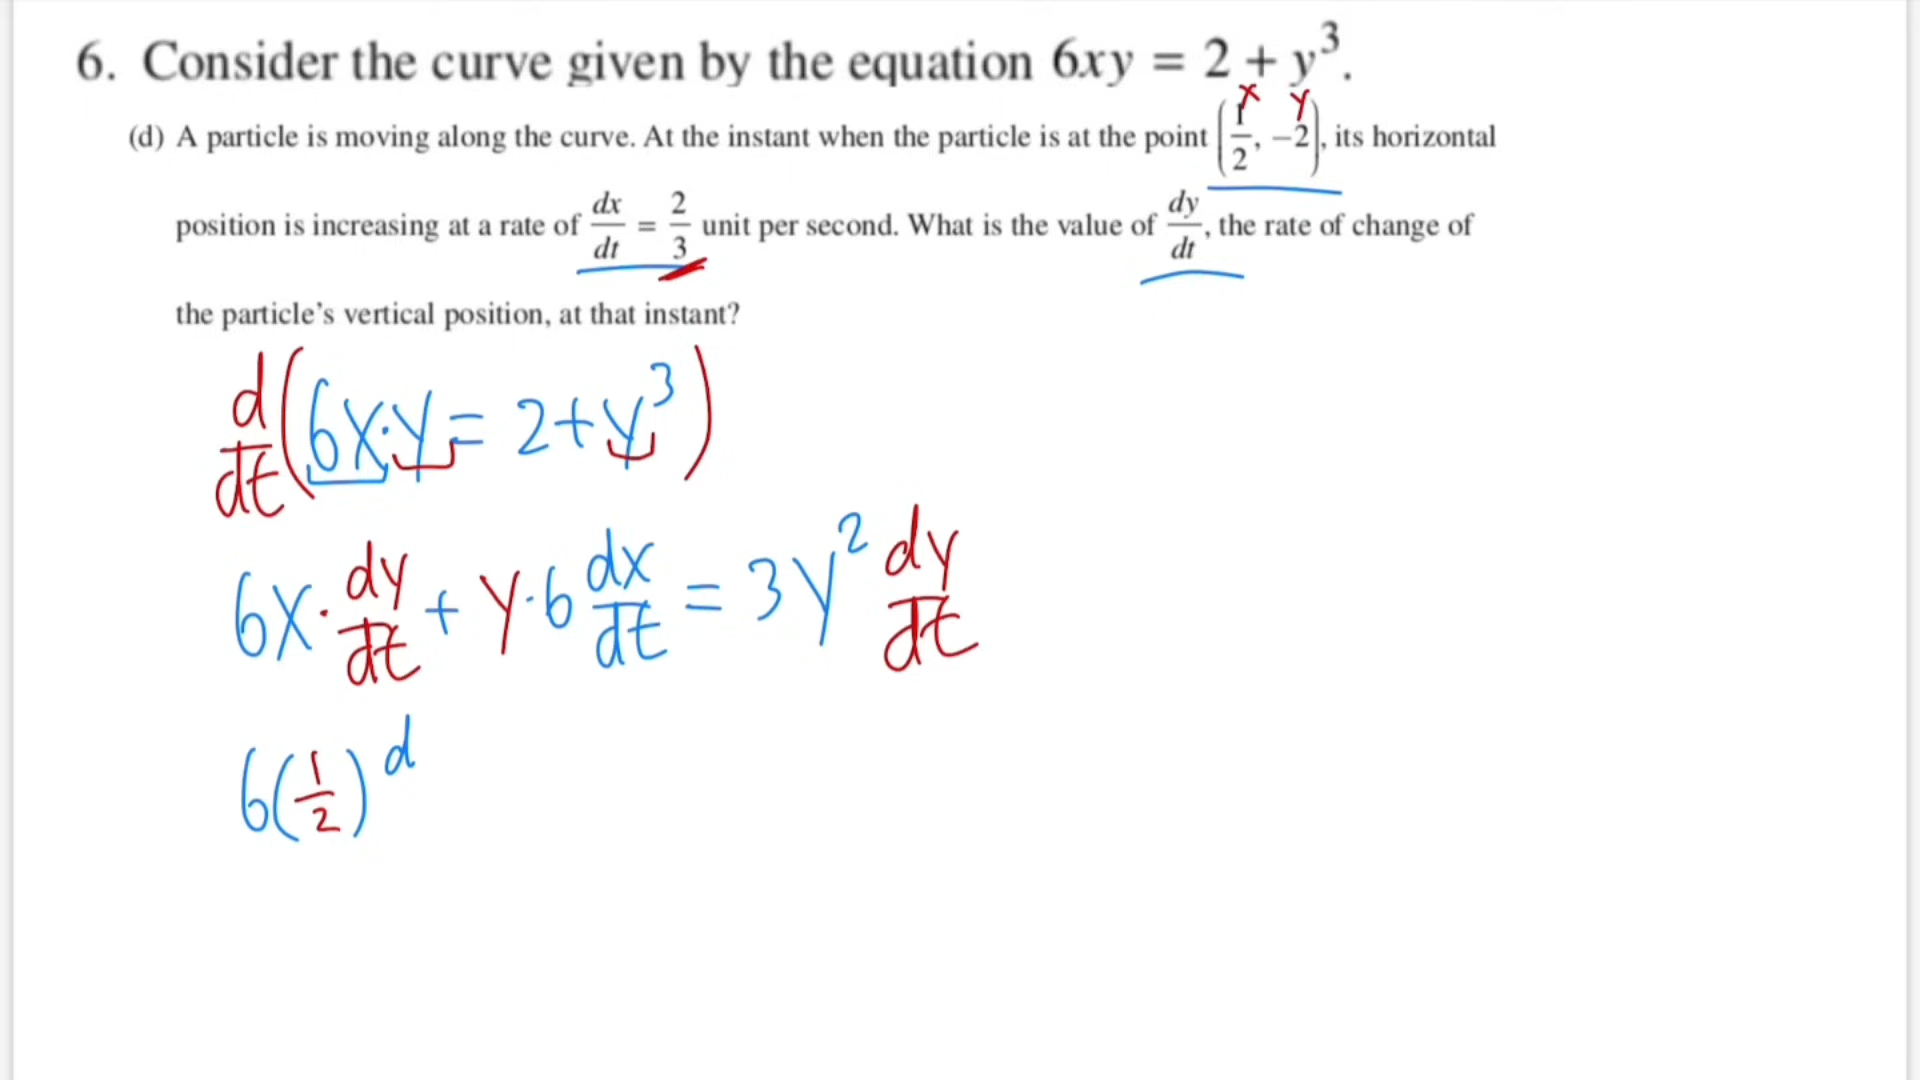 6. Consider the curve given by the equation 6xy = 2 + y³.
x y
(d) A particle is moving along the curve. At the instant when the particle is at the point (1/2, −2), its horizontal
position is increasing at a rate of dx/dt = 2/3 unit per second. What is the value of dy/dt, the rate of change of
the particle's vertical position, at that instant?
d/dt (6x·y = 2+y³)
6x · dy/dt + y·6 dx/dt = 3y² dy/dt
6(1/2) d